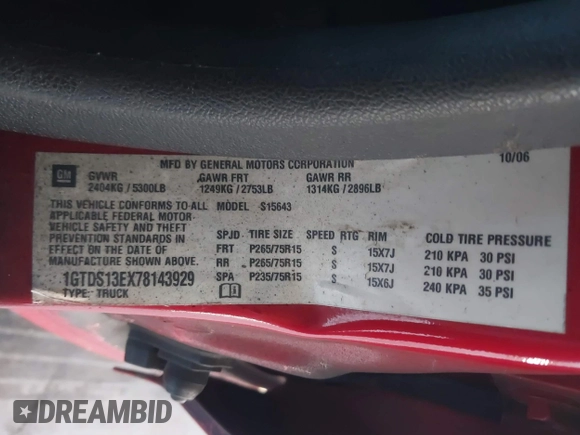 MFD BY GENERAL MOTORS CORPORATION 10/06
GM GVWR GAWR FRT GAWR RR
2404KG / 5300LB 1249KG / 2753LB 1314KG / 2896LB
THIS VEHICLE CONFORMS TO ALL MODEL S15643
APPLICABLE FEDERAL MOTOR
VEHICLE SAFETY AND THEFT
PREVENTION STANDARDS IN
EFFECT ON THE DATE OF
MANUFACTURE SHOWN ABOVE.
1GTDS13EX78143929
TYPE: TRUCK
SPJD TIRE SIZE SPEED RTG RIM COLD TIRE PRESSURE
FRT P265/75R15 S 15X7J 210 KPA 30 PSI
RR P265/75R15 S 15X7J 210 KPA 30 PSI
SPA P235/75R15 S 15X6J 240 KPA 35 PSI
DREAMBID